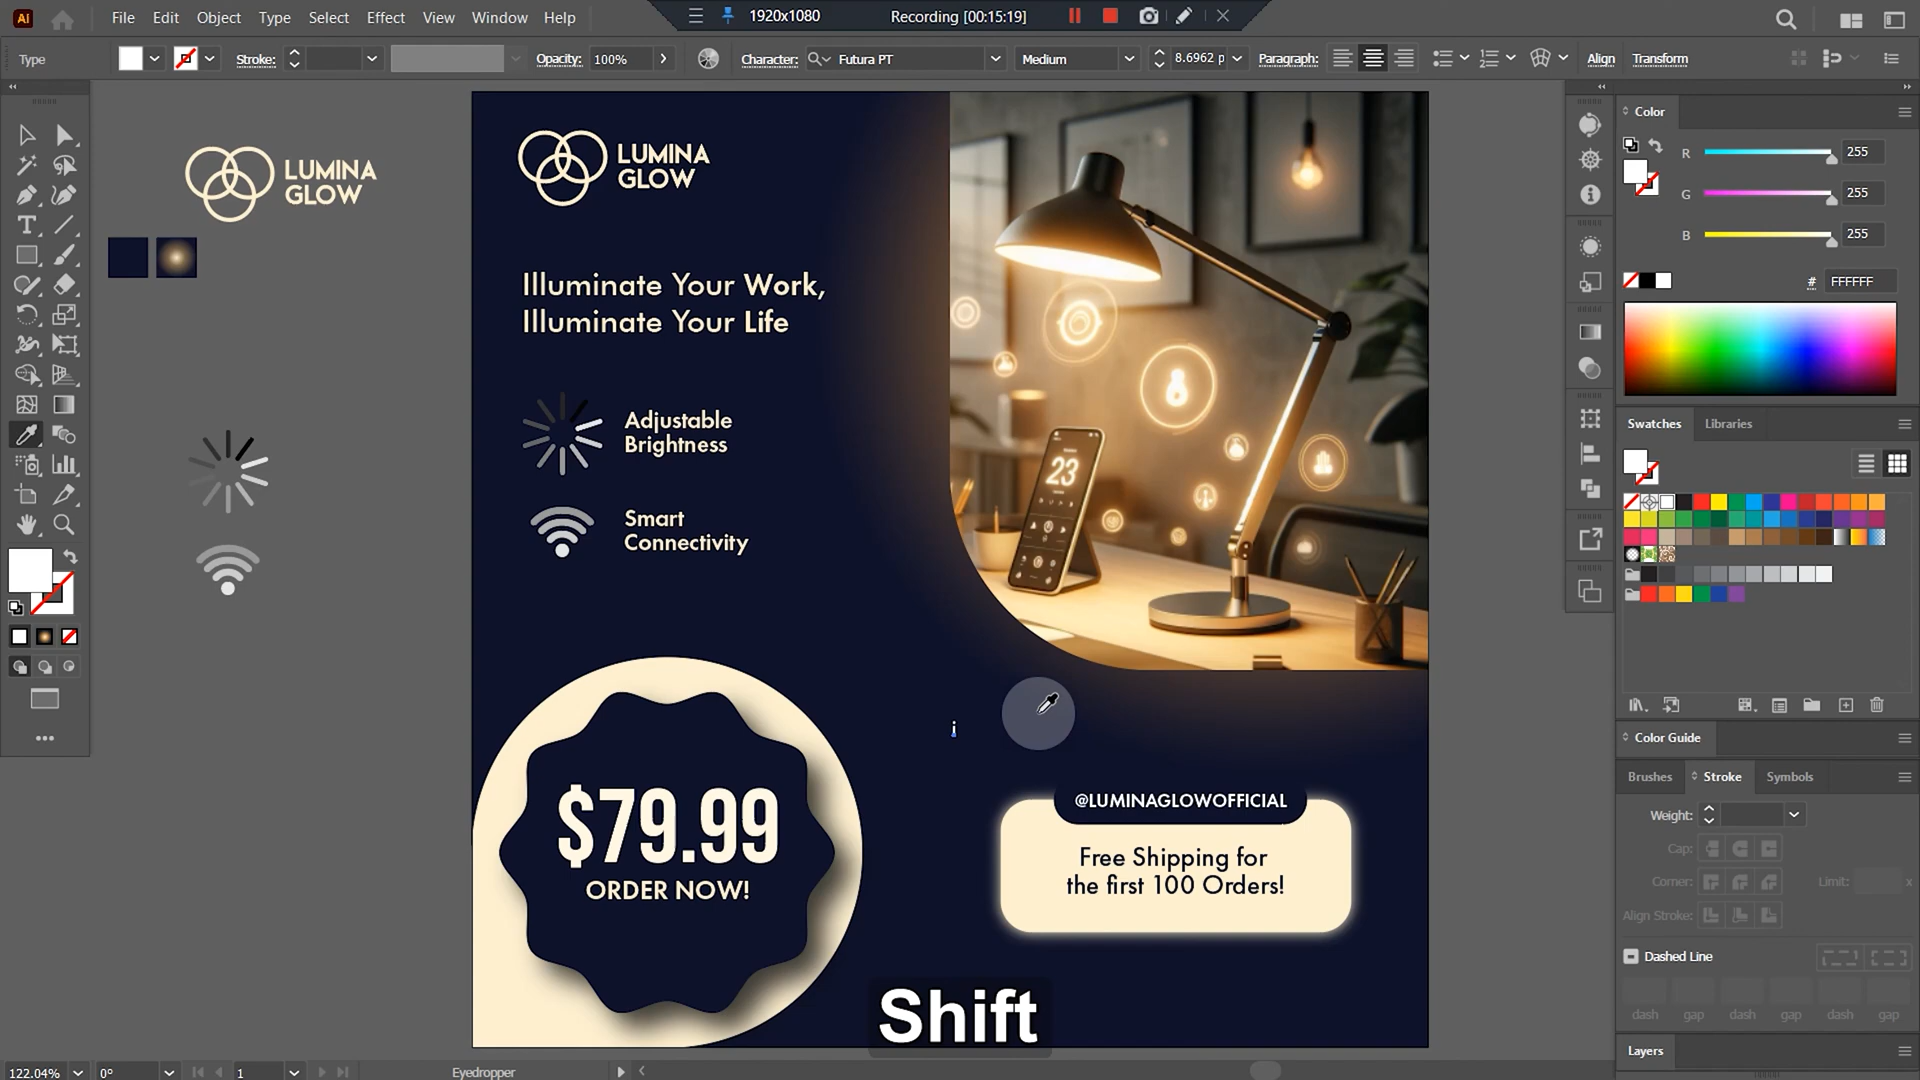 Ai
File Edit Object Type Select Effect View Window Help
1920x1080 Recording [00:15:19]
Type Stroke: Opacity: 100% Character: Futura PT Medium 8.6962 p Paragraph: Align Transform
LUMINA
GLOW
LUMINA
GLOW
Illuminate Your Work,
Illuminate Your Life
Adjustable
Brightness
Smart
Connectivity
23
i
$79.99
ORDER NOW!
@LUMINAGLOWOFFICIAL
Free Shipping for
the first 100 Orders!
Shift
Color
R 255
G 255
B 255
# FFFFFF
Swatches Libraries
Color Guide
Brushes Stroke Symbols
Weight:
Cap:
Corner: Limit: x
Align Stroke:
Dashed Line
dash gap dash gap dash gap
Layers
122.04% 0° 1 Eyedropper